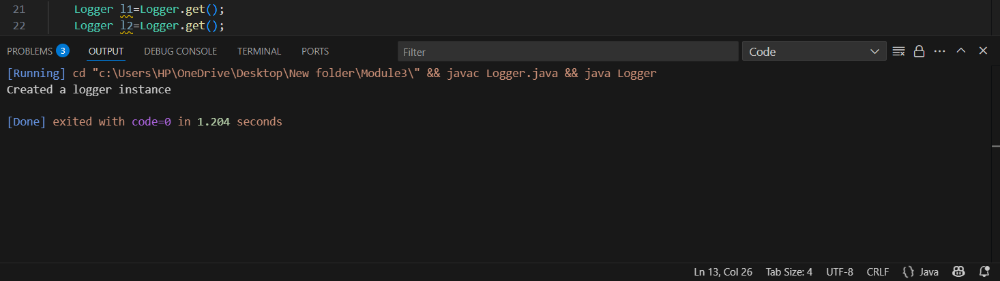 21 Logger l1=Logger.get();
22 Logger l2=Logger.get();
PROBLEMS 3 OUTPUT DEBUG CONSOLE TERMINAL PORTS Filter Code
[Running] cd "c:\Users\HP\OneDrive\Desktop\New folder\Module3\" && javac Logger.java && java Logger
Created a logger instance
[Done] exited with code=0 in 1.204 seconds
Ln 13, Col 26 Tab Size: 4 UTF-8 CRLF {} Java